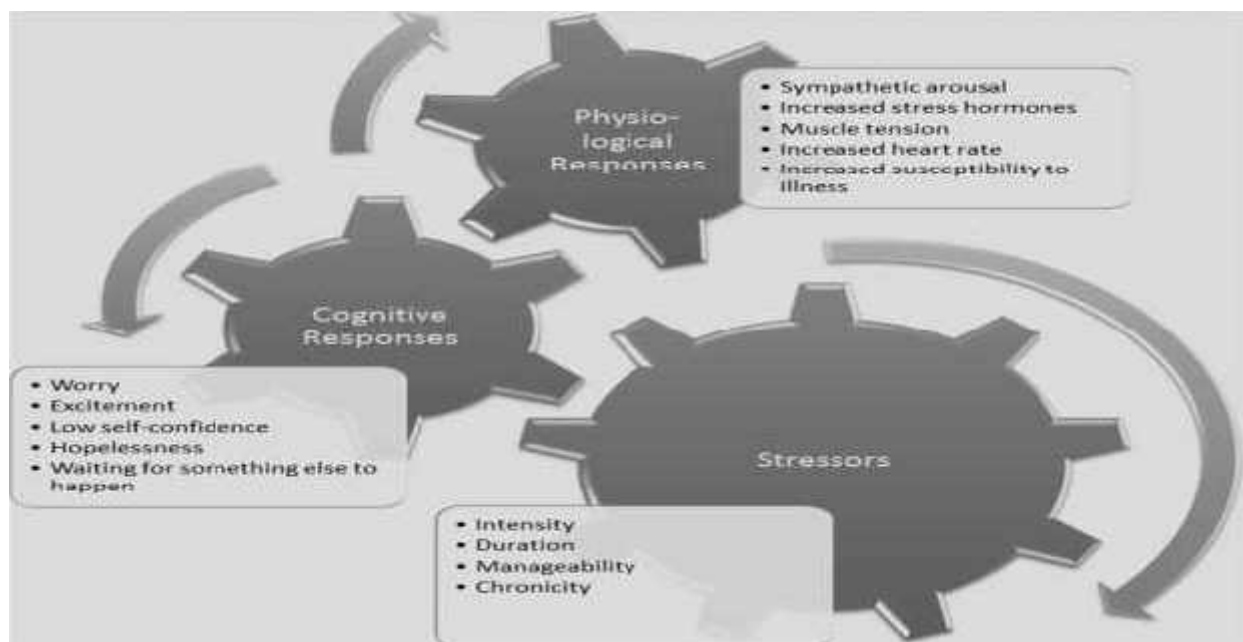 Physio-
logical
Responses
• Sympathetic arousal
• Increased stress hormones
• Muscle tension
• Increased heart rate
• Increased susceptibility to
illness
Cognitive
Responses
• Worry
• Excitement
• Low self-confidence
• Hopelessness
• Waiting for something else to
happen
Stressors
• Intensity
• Duration
• Manageability
• Chronicity